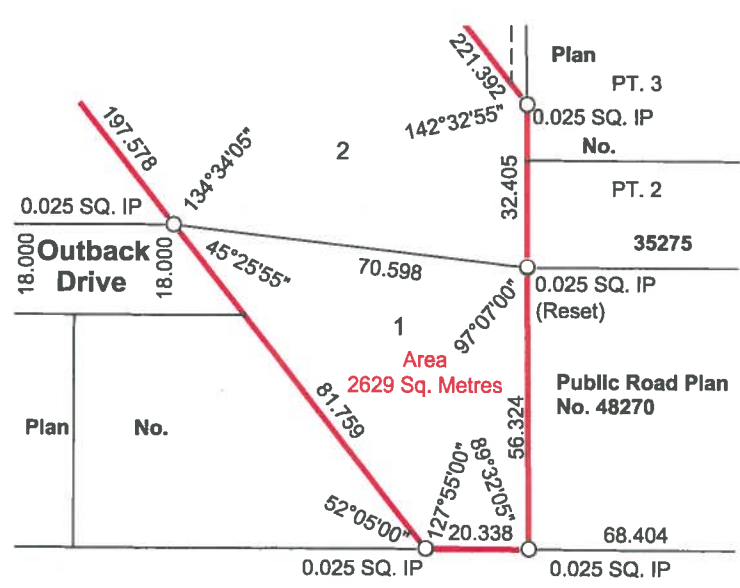 221.392
Plan
PT. 3
142°32'55"
0.025 SQ. IP
197.578
134°34'05"
2
No.
32.405
PT. 2
0.025 SQ. IP
35275
Outback
Drive
18.000
18.000
45°25'55"
70.598
97°07'00"
0.025 SQ. IP
(Reset)
1
Area
2629 Sq. Metres
Public Road Plan
No. 48270
81.759
56.324
Plan
No.
52°05'00"
127°55'00"
89°32'05"
20.338
68.404
0.025 SQ. IP
0.025 SQ. IP